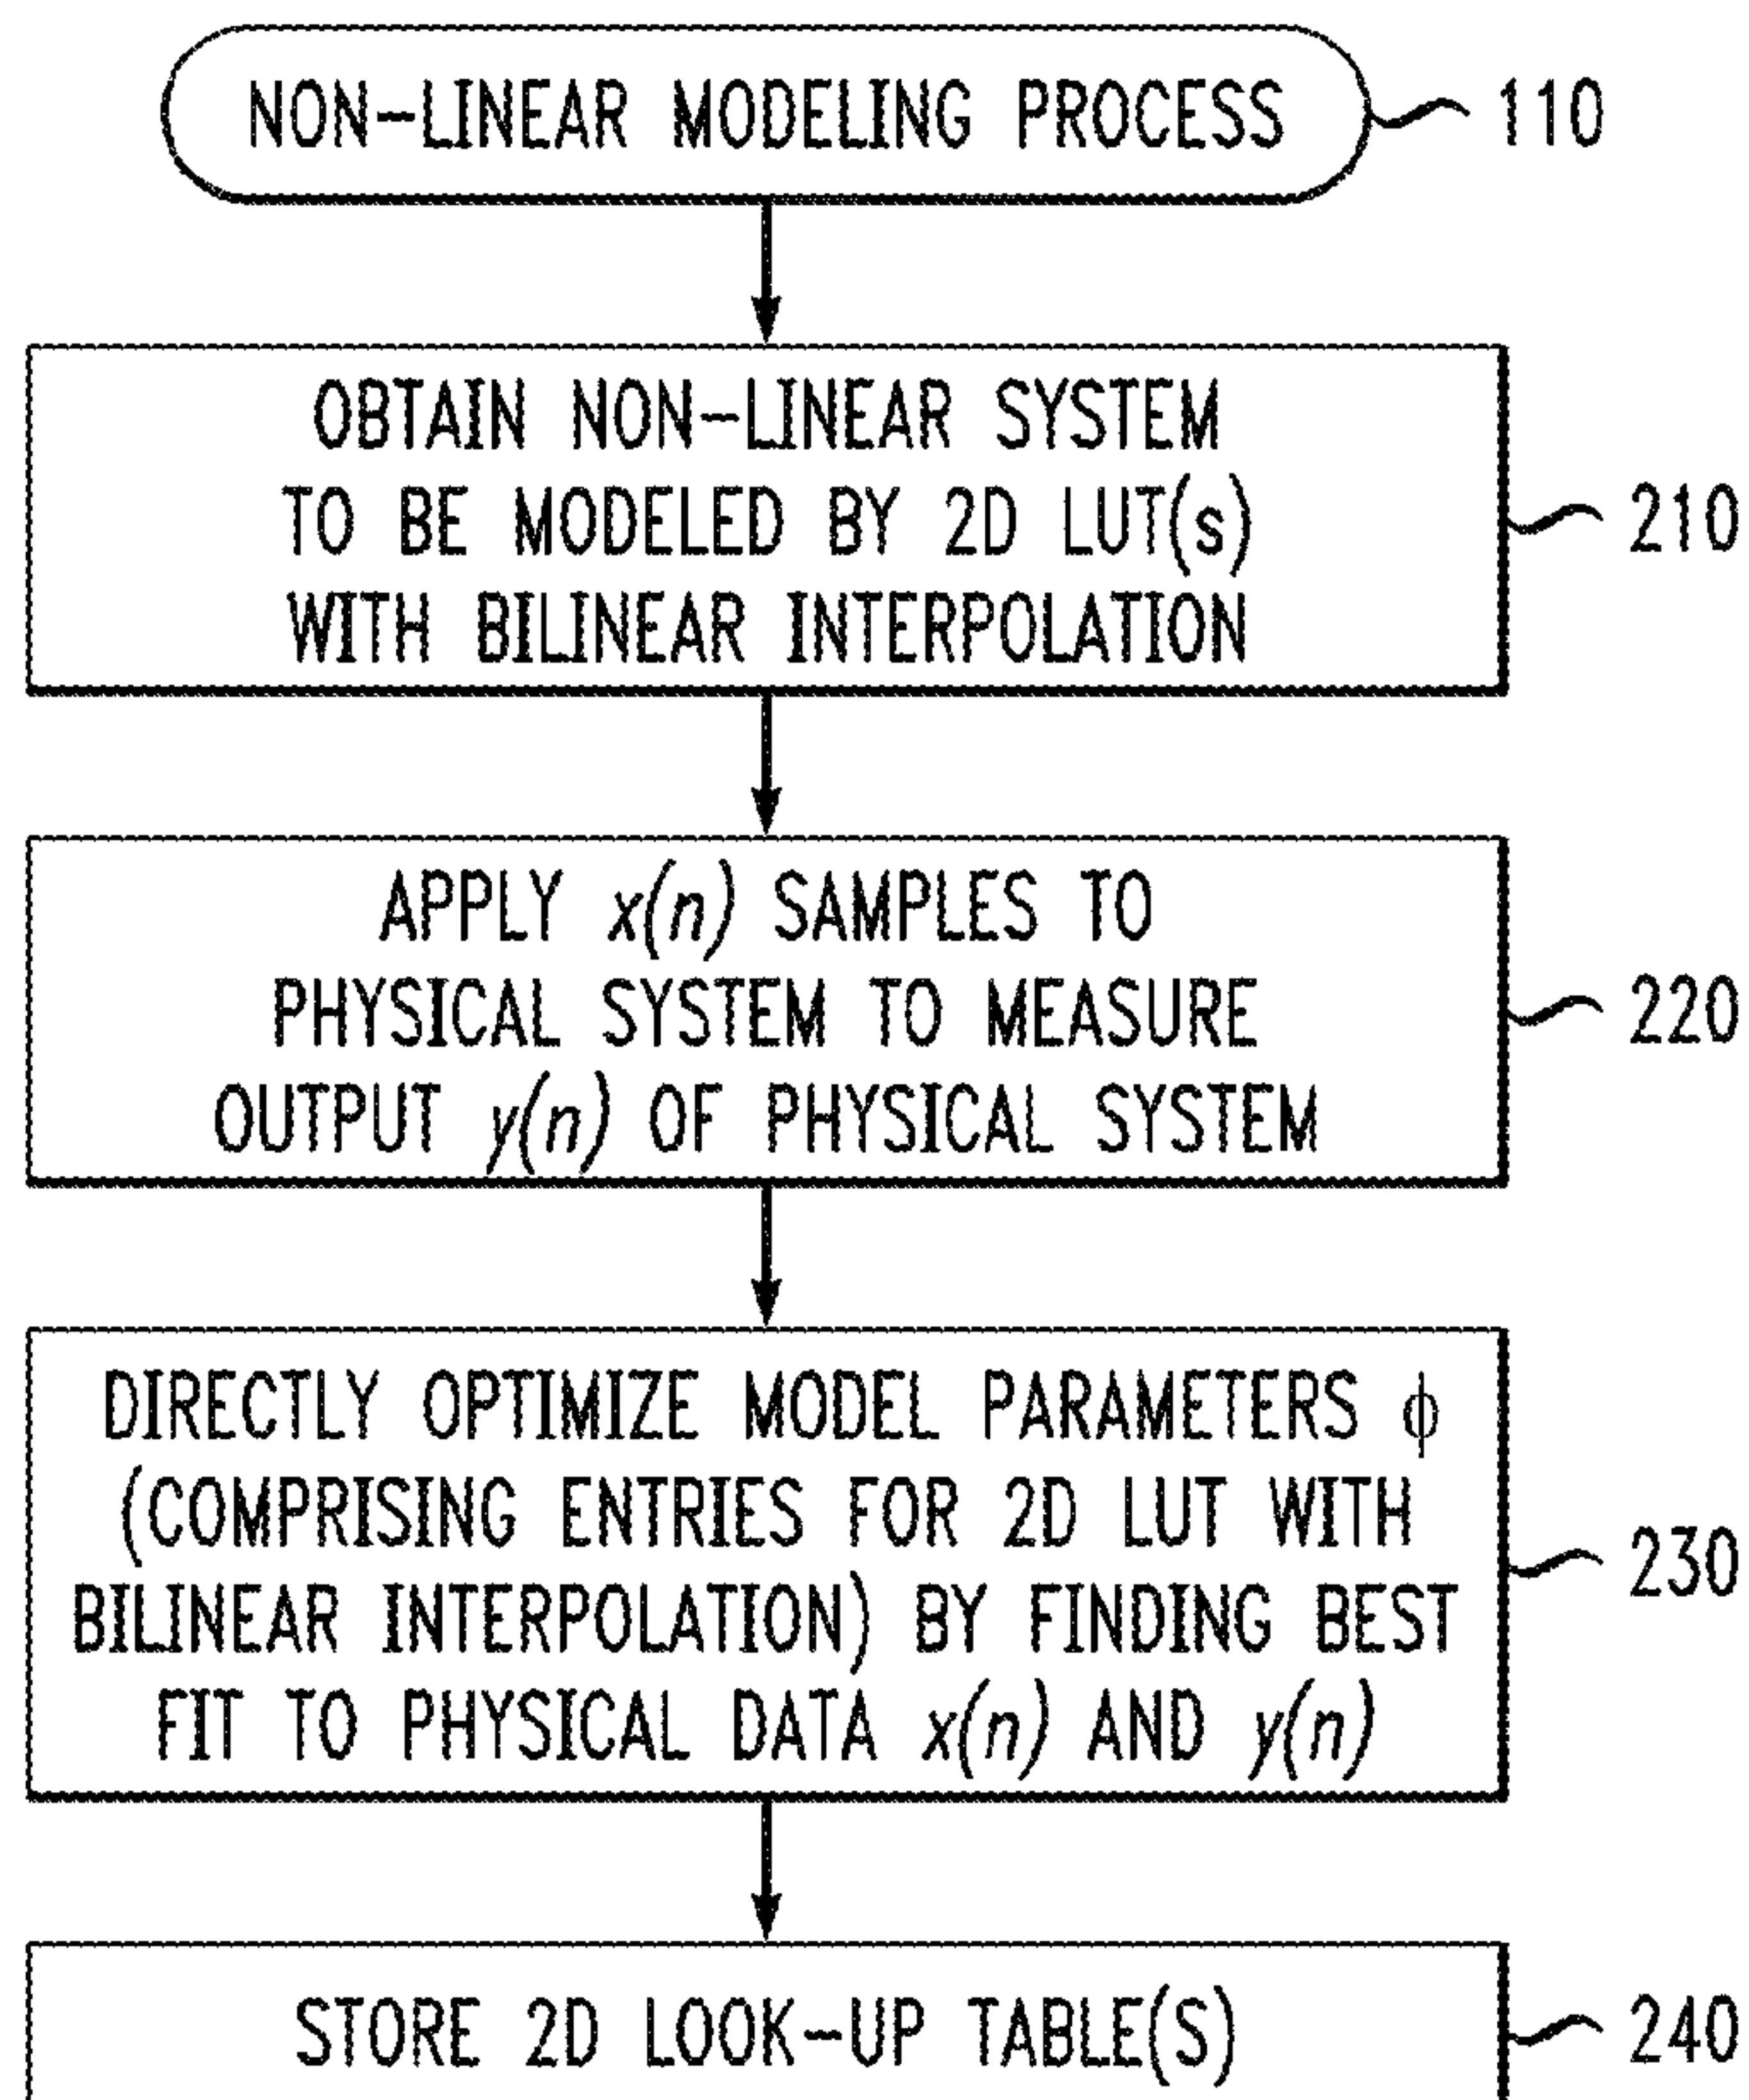 NON-LINEAR MODELING PROCESS
110
OBTAIN NON-LINEAR SYSTEM
TO BE MODELED BY 2D LUT(s)
WITH BILINEAR INTERPOLATION
210
APPLY x(n) SAMPLES TO
PHYSICAL SYSTEM TO MEASURE
OUTPUT y(n) OF PHYSICAL SYSTEM
220
DIRECTLY OPTIMIZE MODEL PARAMETERS ϕ
(COMPRISING ENTRIES FOR 2D LUT WITH
BILINEAR INTERPOLATION) BY FINDING BEST
FIT TO PHYSICAL DATA x(n) AND y(n)
230
STORE 2D LOOK-UP TABLE(S)
240